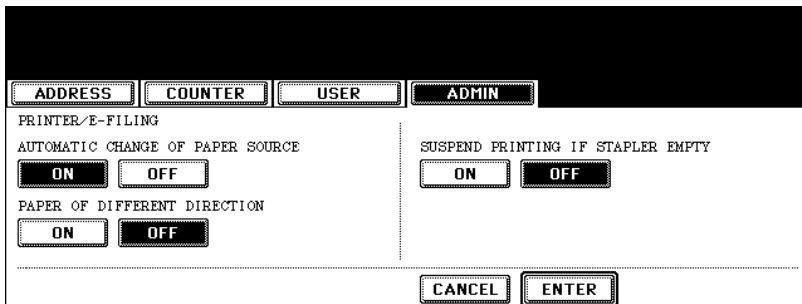 ADDRESS COUNTER USER ADMIN
PRINTER/E-FILING
AUTOMATIC CHANGE OF PAPER SOURCE
ON OFF
PAPER OF DIFFERENT DIRECTION
ON OFF
SUSPEND PRINTING IF STAPLER EMPTY
ON OFF
CANCEL ENTER